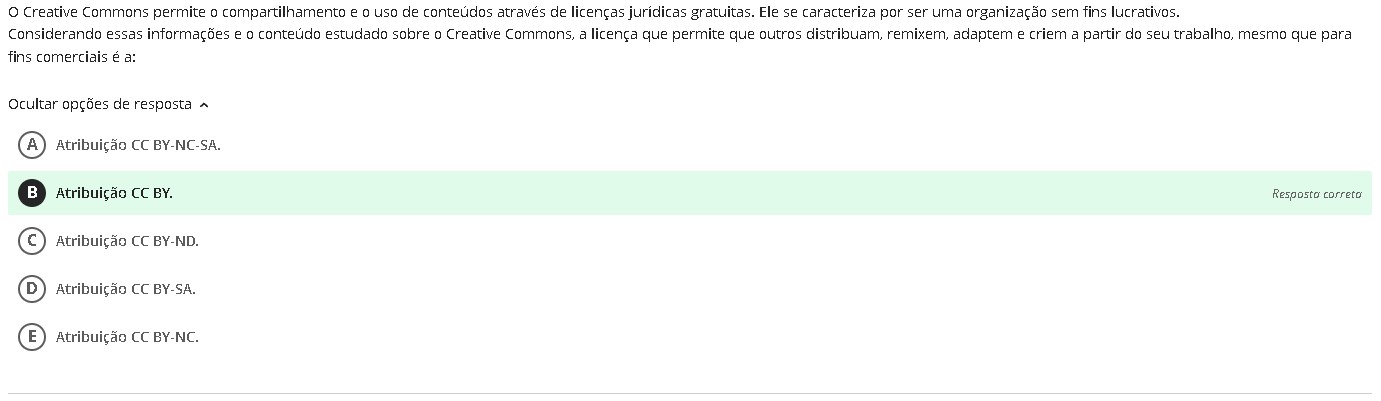 O Creative Commons permite o compartilhamento e o uso de conteúdos através de licenças jurídicas gratuitas. Ele se caracteriza por ser uma organização sem fins lucrativos.
Considerando essas informações e o conteúdo estudado sobre o Creative Commons, a licença que permite que outros distribuam, remixem, adaptem e criem a partir do seu trabalho, mesmo que para
fins comerciais é a:
Ocultar opções de resposta
A Atribuição CC BY-NC-SA.
B Atribuição CC BY. Resposta correta
C Atribuição CC BY-ND.
D Atribuição CC BY-SA.
E Atribuição CC BY-NC.